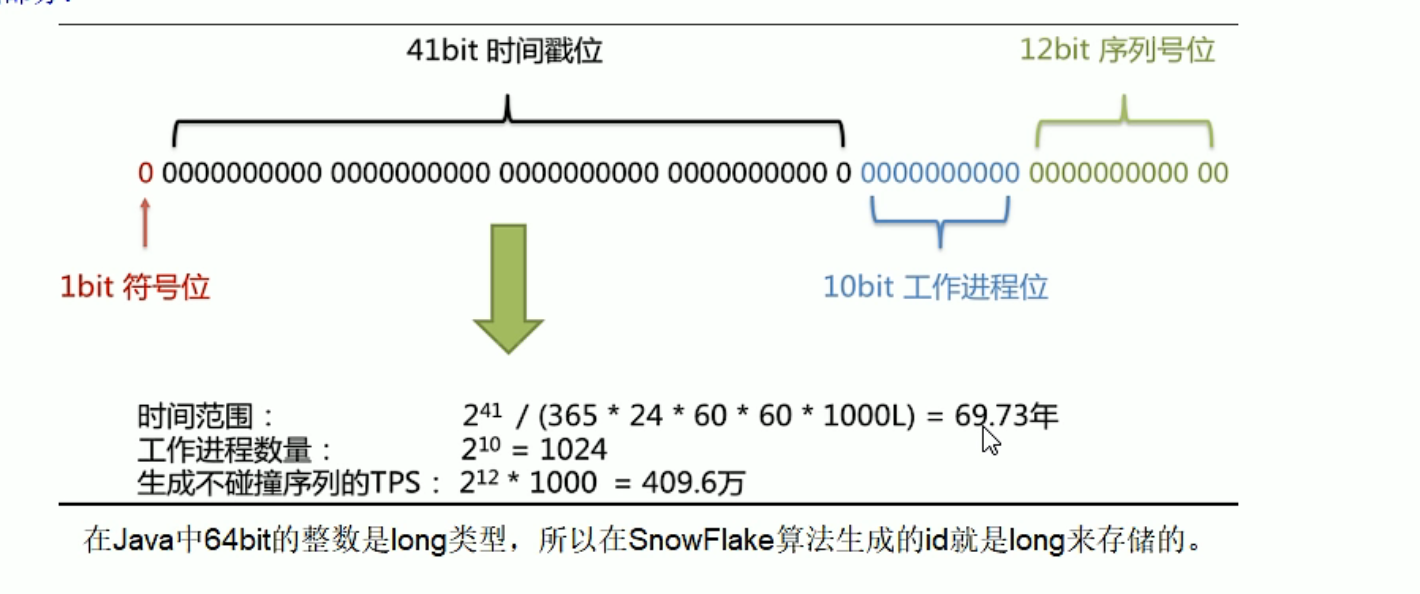 41bit 时间戳位 12bit 序列号位
0 0000000000 0000000000 0000000000 0000000000 0 0000000000 0000000000 00
1bit 符号位 10bit 工作进程位
时间范围： 2⁴¹ / (365 * 24 * 60 * 60 * 1000L) = 69.73年
工作进程数量： 2¹⁰ = 1024
生成不碰撞序列的TPS： 2¹² * 1000 = 409.6万
在Java中64bit的整数是long类型，所以在SnowFlake算法生成的id就是long来存储的。